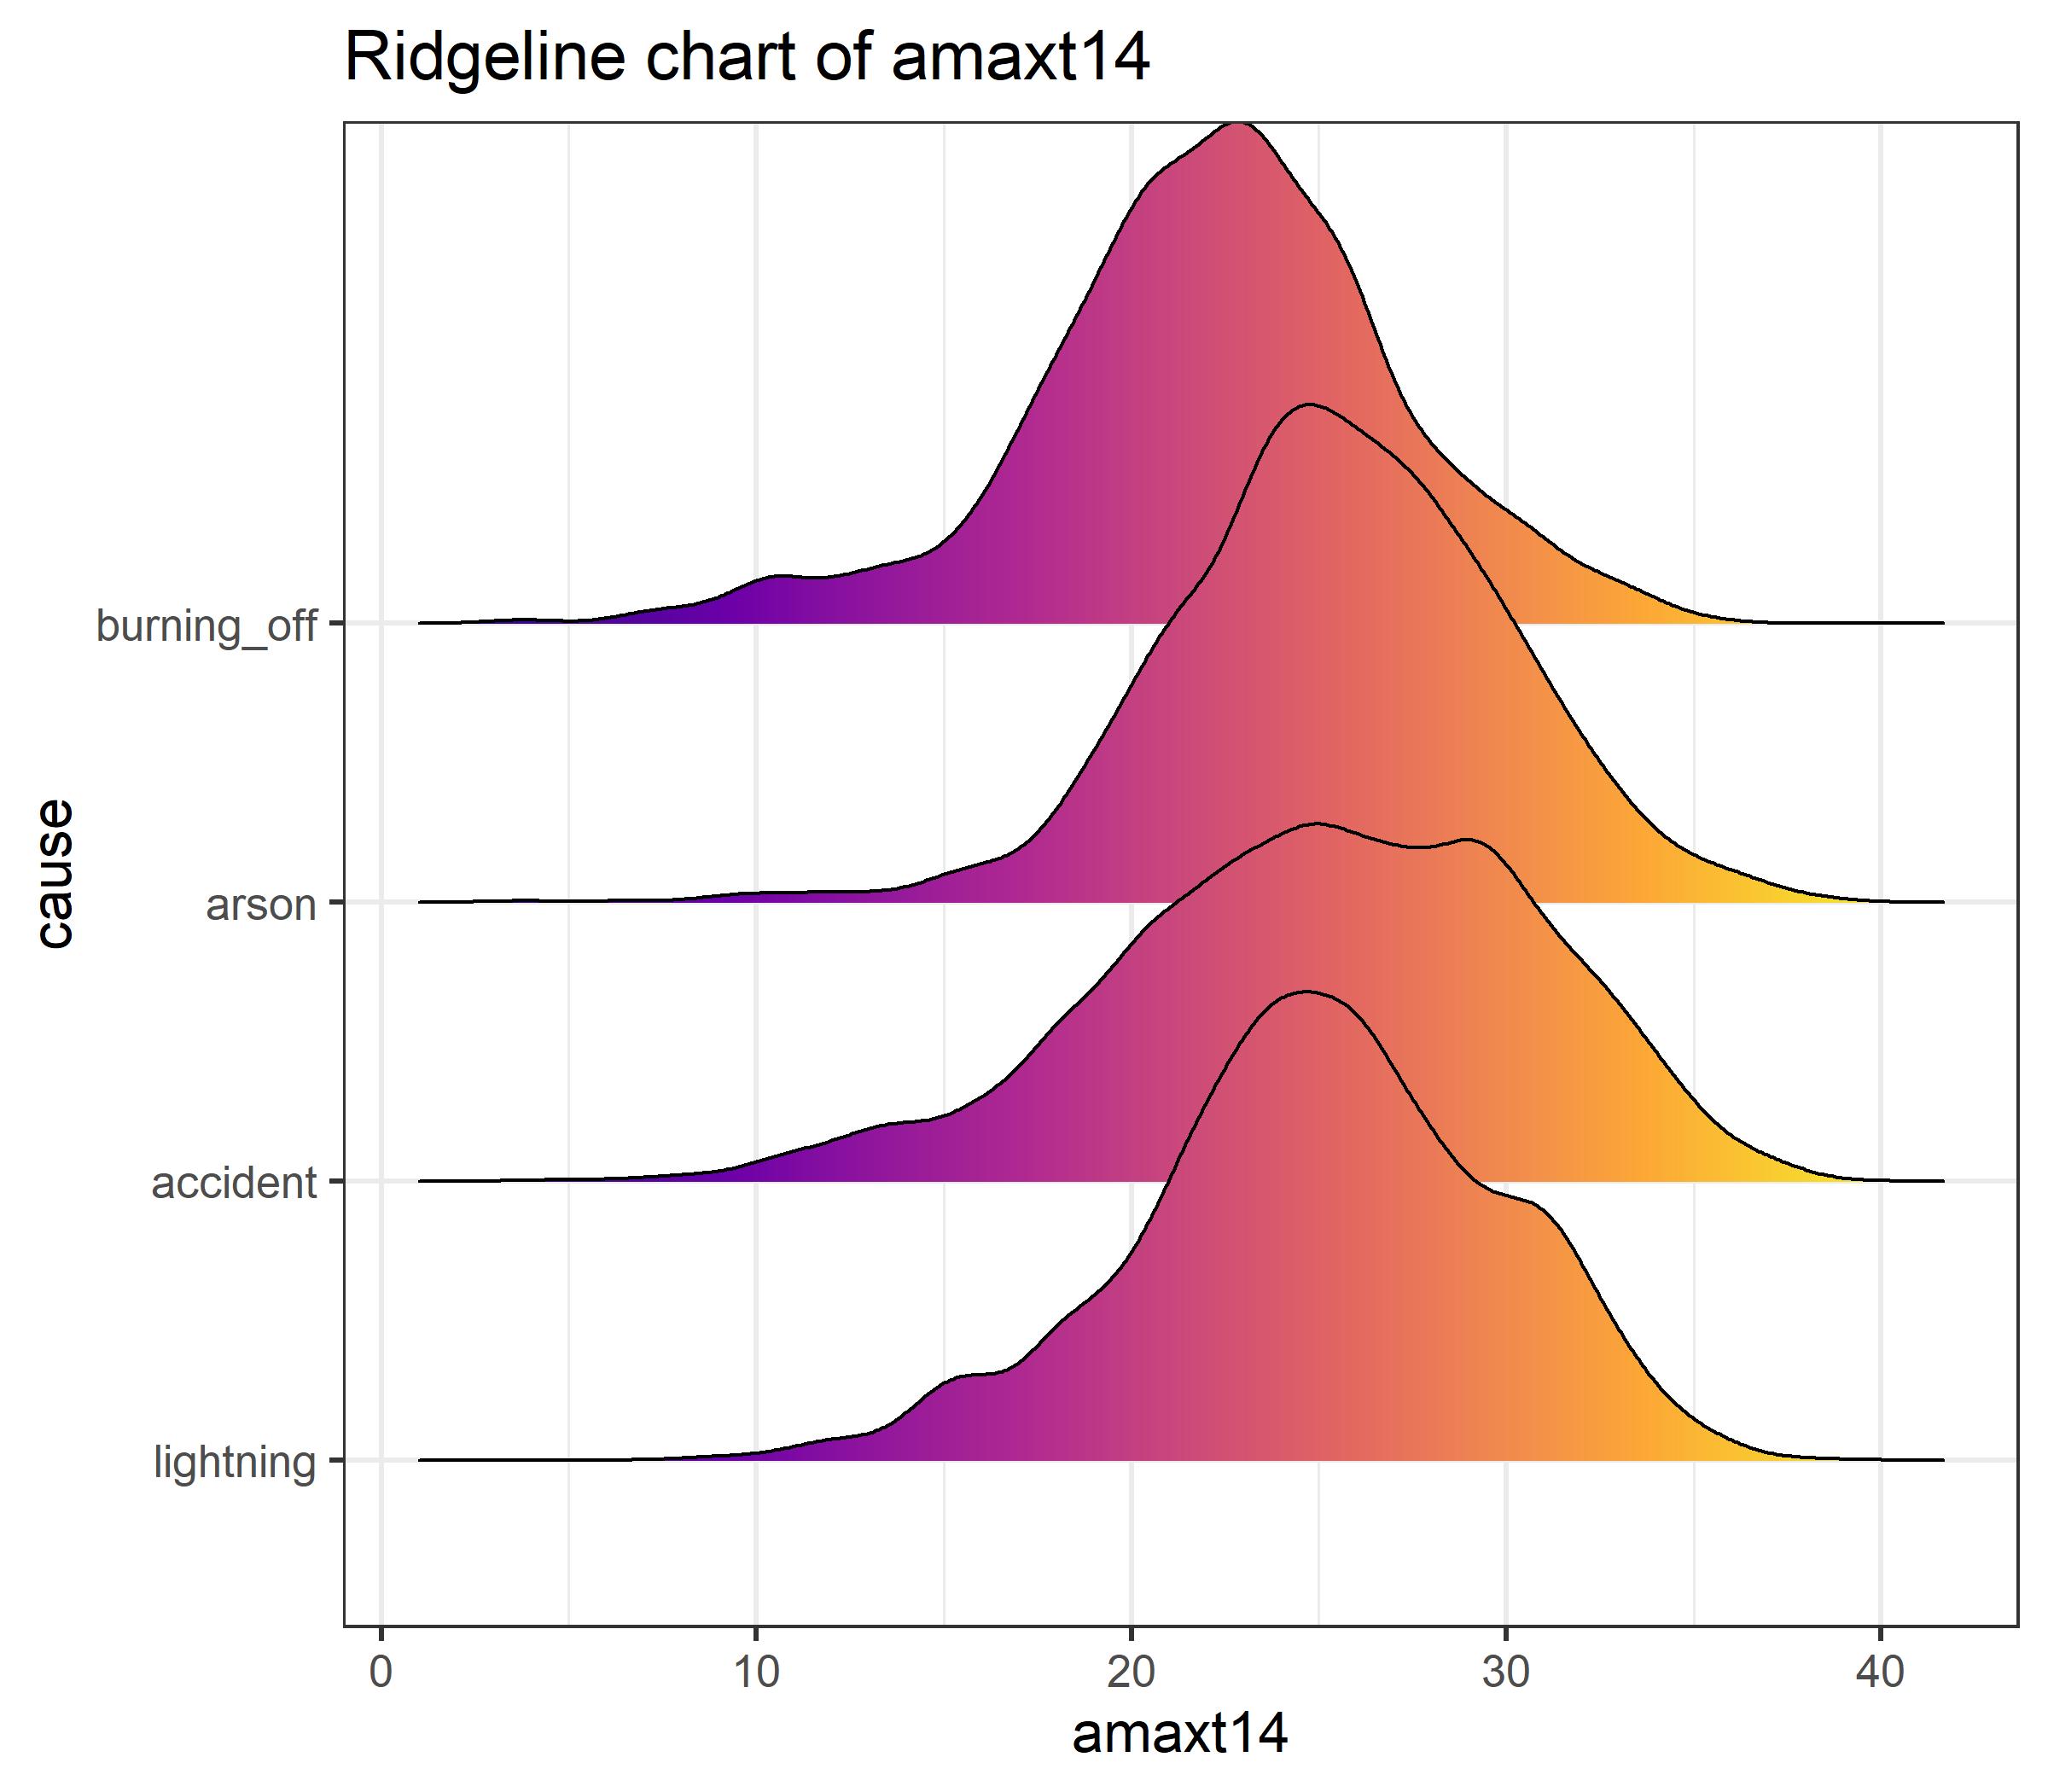 Ridgeline chart of amaxt14
burning_off
arson
accident
lightning
cause
0 10 20 30 40
amaxt14